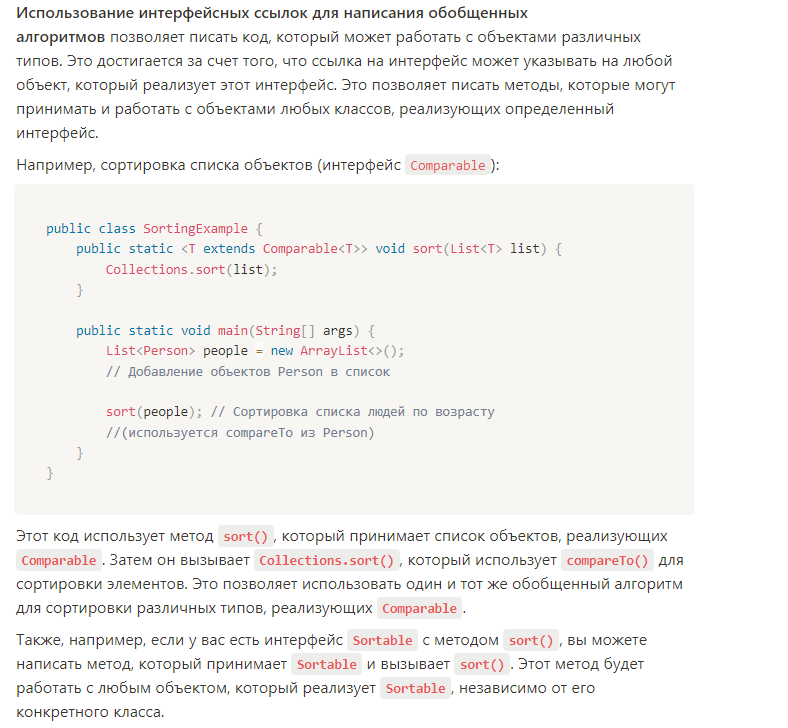 Использование интерфейсных ссылок для написания обобщенных
алгоритмов позволяет писать код, который может работать с объектами различных
типов. Это достигается за счет того, что ссылка на интерфейс может указывать на любой
объект, который реализует этот интерфейс. Это позволяет писать методы, которые могут
принимать и работать с объектами любых классов, реализующих определенный
интерфейс.
Например, сортировка списка объектов (интерфейс Comparable ):
public class SortingExample {
    public static <T extends Comparable<T>> void sort(List<T> list) {
        Collections.sort(list);
    }
    public static void main(String[] args) {
        List<Person> people = new ArrayList<>();
        // Добавление объектов Person в список
        sort(people); // Сортировка списка людей по возрасту
        //(используется compareTo из Person)
    }
}
Этот код использует метод sort() , который принимает список объектов, реализующих
Comparable . Затем он вызывает Collections.sort() , который использует compareTo() для
сортировки элементов. Это позволяет использовать один и тот же обобщенный алгоритм
для сортировки различных типов, реализующих Comparable .
Также, например, если у вас есть интерфейс Sortable с методом sort() , вы можете
написать метод, который принимает Sortable и вызывает sort() . Этот метод будет
работать с любым объектом, который реализует Sortable , независимо от его
конкретного класса.